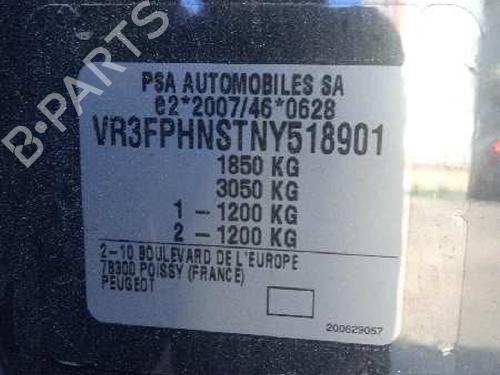 PSA AUTOMOBILES SA
e2*2007/46*0628
VR3FPHNSTNY518901
1850 KG
3050 KG
1 – 1200 KG
2 – 1200 KG
2–10 BOULEVARD DE L'EUROPE
78300 POISSY (FRANCE)
PEUGEOT
200629057